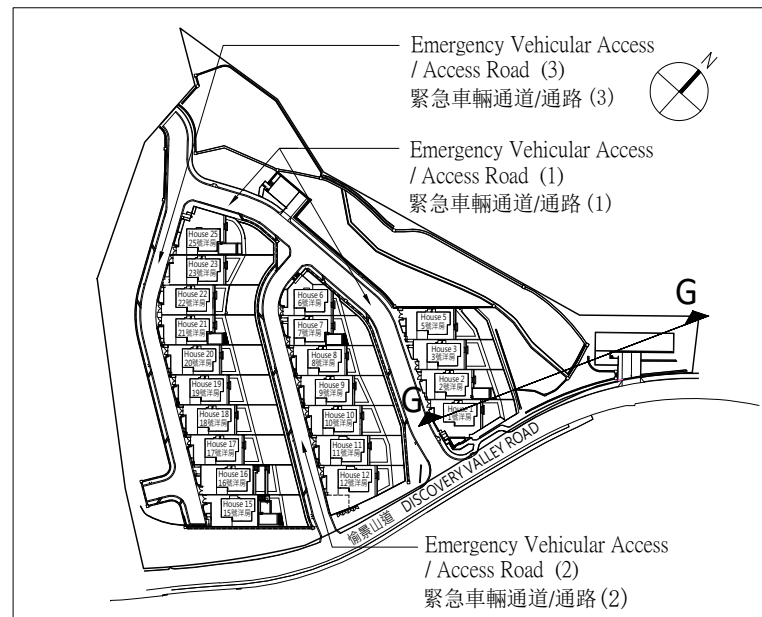 Emergency Vehicular Access
/ Access Road (3)
緊急車輛通道/通路 (3)
N
Emergency Vehicular Access
/ Access Road (1)
緊急車輛通道/通路 (1)
House 25
25號洋房
House 23
23號洋房
House 22
22號洋房
House 21
21號洋房
House 20
20號洋房
House 19
19號洋房
House 18
18號洋房
House 17
17號洋房
House 16
16號洋房
House 15
15號洋房
House 6
6號洋房
House 7
7號洋房
House 8
8號洋房
House 9
9號洋房
House 10
10號洋房
House 11
11號洋房
House 12
12號洋房
House 5
5號洋房
House 3
3號洋房
House 2
2號洋房
House 1
1號洋房
G
G
愉景山道 DISCOVERY VALLEY ROAD
Emergency Vehicular Access
/ Access Road (2)
緊急車輛通道/通路 (2)